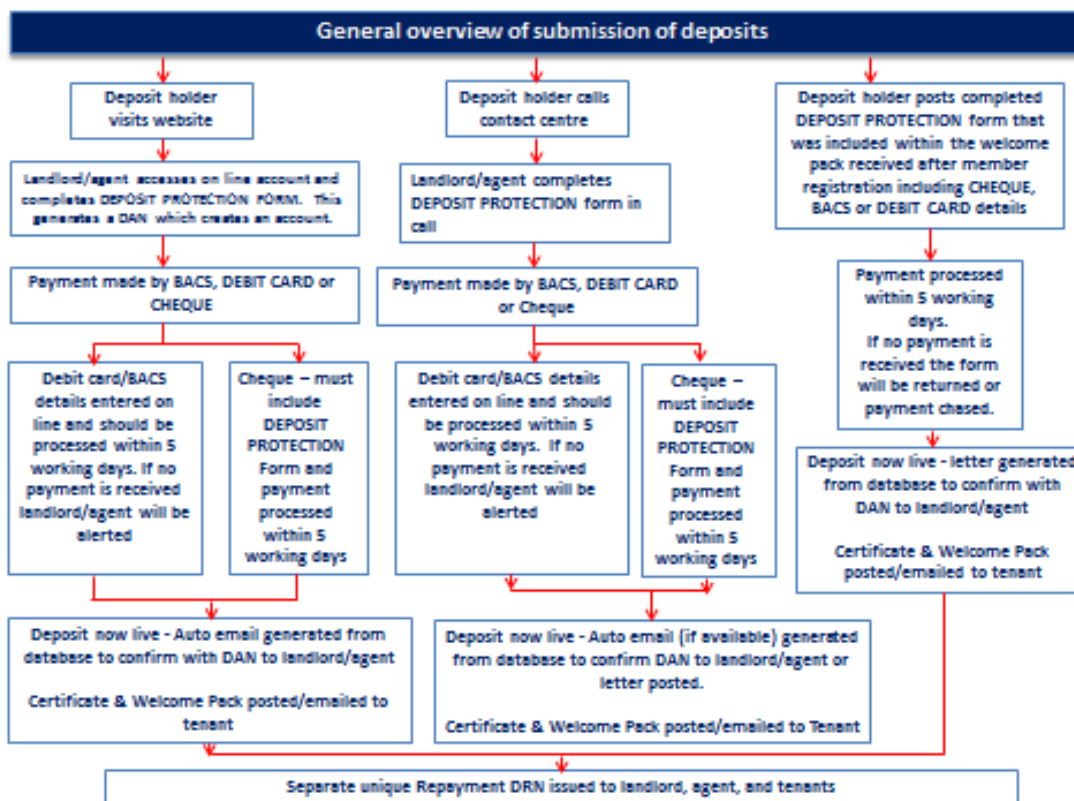 General overview of submission of deposits
Deposit holder
visits website
Landlord/agent accesses on line account and
completes DEPOSIT PROTECTION FORM. This
generates a DAN which creates an account.
Payment made by BACS, DEBIT CARD or
CHEQUE
Debit card/BACS
details entered on
line and should be
processed within 5
working days. If no
payment is received
landlord/agent will be
alerted
Cheque – must
include
DEPOSIT
PROTECTION
Form and
payment
processed
within 5
working days
Deposit now live - Auto email generated from
database to confirm with DAN to landlord/agent
Certificate & Welcome Pack posted/emailed to
tenant
Deposit holder calls
contact centre
Landlord/agent completes
DEPOSIT PROTECTION form in
call
Payment made by BACS, DEBIT CARD
or Cheque
Debit card/BACS details
entered on line and should
be processed within 5
working days. If no
payment is received
landlord/agent will be
alerted
Cheque –
must include
DEPOSIT
PROTECTION
Form and
payment
processed
within 5
working days
Deposit now live - Auto email (if available) generated
from database to confirm DAN to landlord/agent or
letter posted.
Certificate & Welcome Pack posted/emailed to Tenant
Deposit holder posts completed
DEPOSIT PROTECTION form that
was included within the welcome
pack received after member
registration including CHEQUE,
BACS or DEBIT CARD details
Payment processed
within 5 working
days.
If no payment is
received the form
will be returned or
payment chased.
Deposit now live - letter generated
from database to confirm with
DAN to landlord/agent
Certificate & Welcome Pack
posted/emailed to tenant
Separate unique Repayment DRN issued to landlord, agent, and tenants